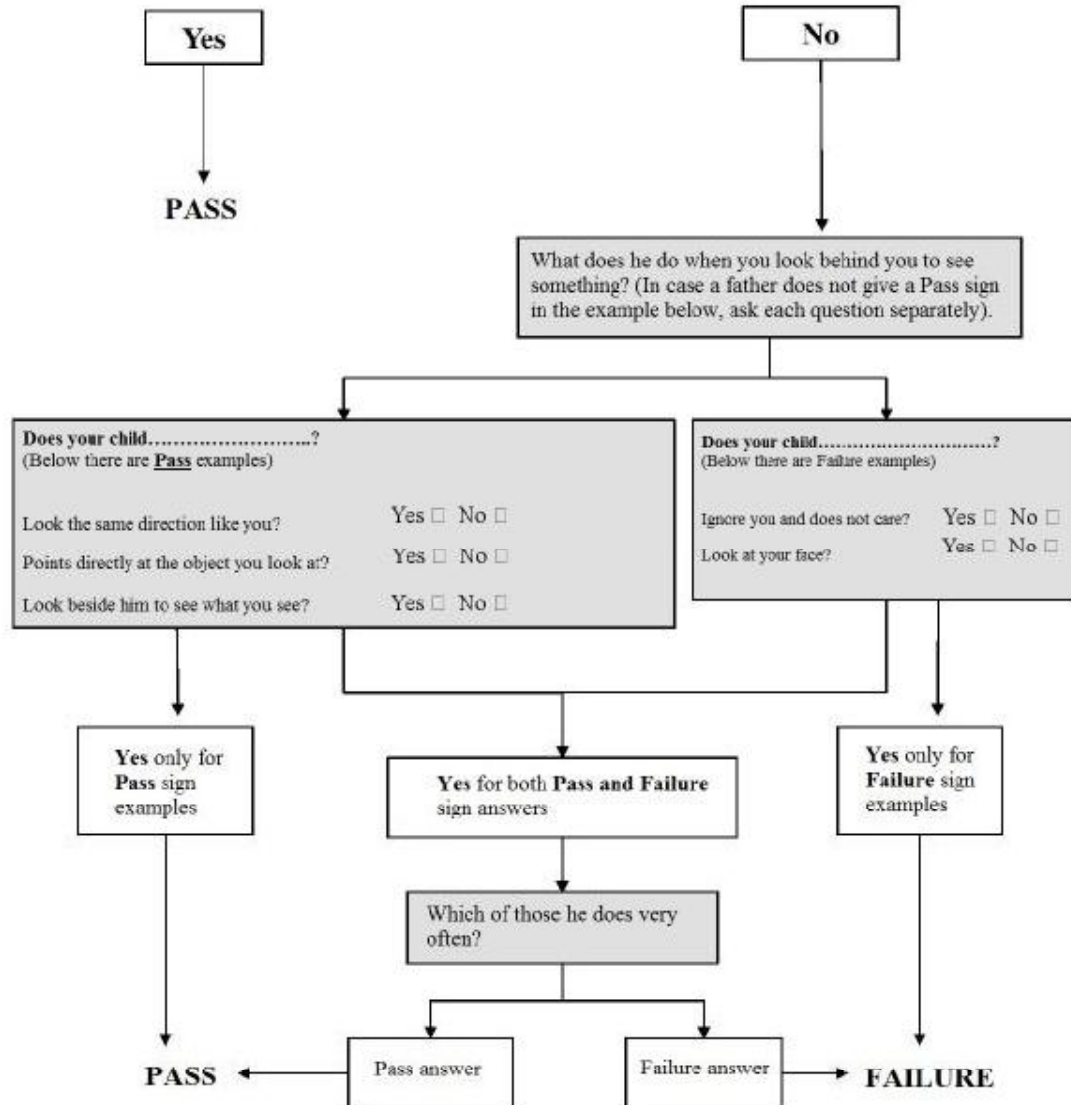 Yes
No
PASS
What does he do when you look behind you to see
something? (In case a father does not give a Pass sign
in the example below, ask each question separately).
Does your child……………………..?
(Below there are Pass examples)
Look the same direction like you? Yes □ No □
Points directly at the object you look at? Yes □ No □
Look beside him to see what you see? Yes □ No □
Does your child…………………………?
(Below there are Failure examples)
Ignore you and does not care? Yes □ No □
Look at your face? Yes □ No □
Yes only for
Pass sign
examples
Yes for both Pass and Failure
sign answers
Yes only for
Failure sign
examples
Which of those he does very
often?
PASS
Pass answer
Failure answer
FAILURE